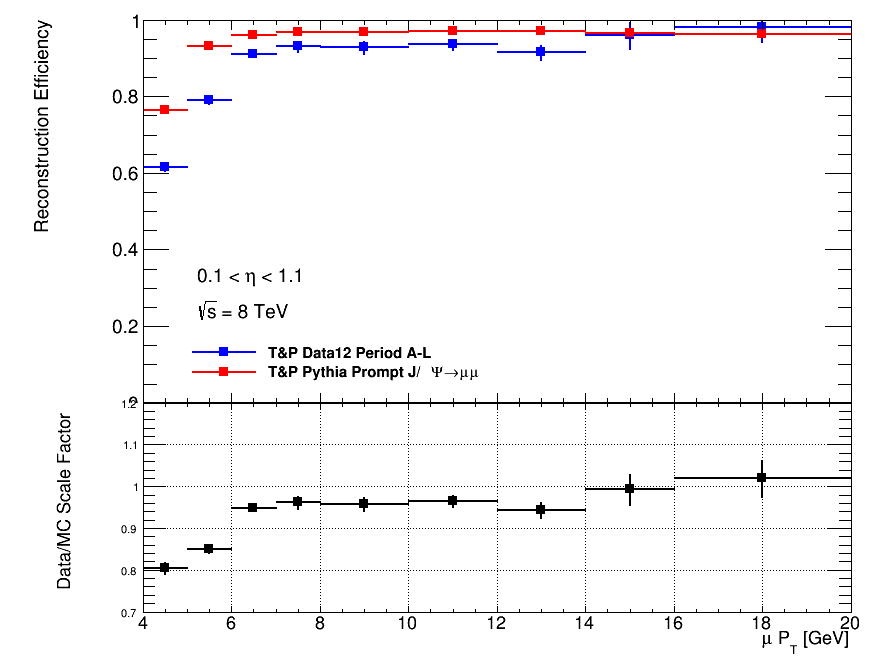 Reconstruction Efficiency
1
0.8
0.6
0.4
0.2
0.1 < η < 1.1
√s = 8 TeV
T&P Data12 Period A-L
T&P Pythia Prompt J/ Ψ→μμ
Data/MC Scale Factor
1.2
1.1
1
0.9
0.8
0.7
4 6 8 10 12 14 16 18 20
μ P_T [GeV]